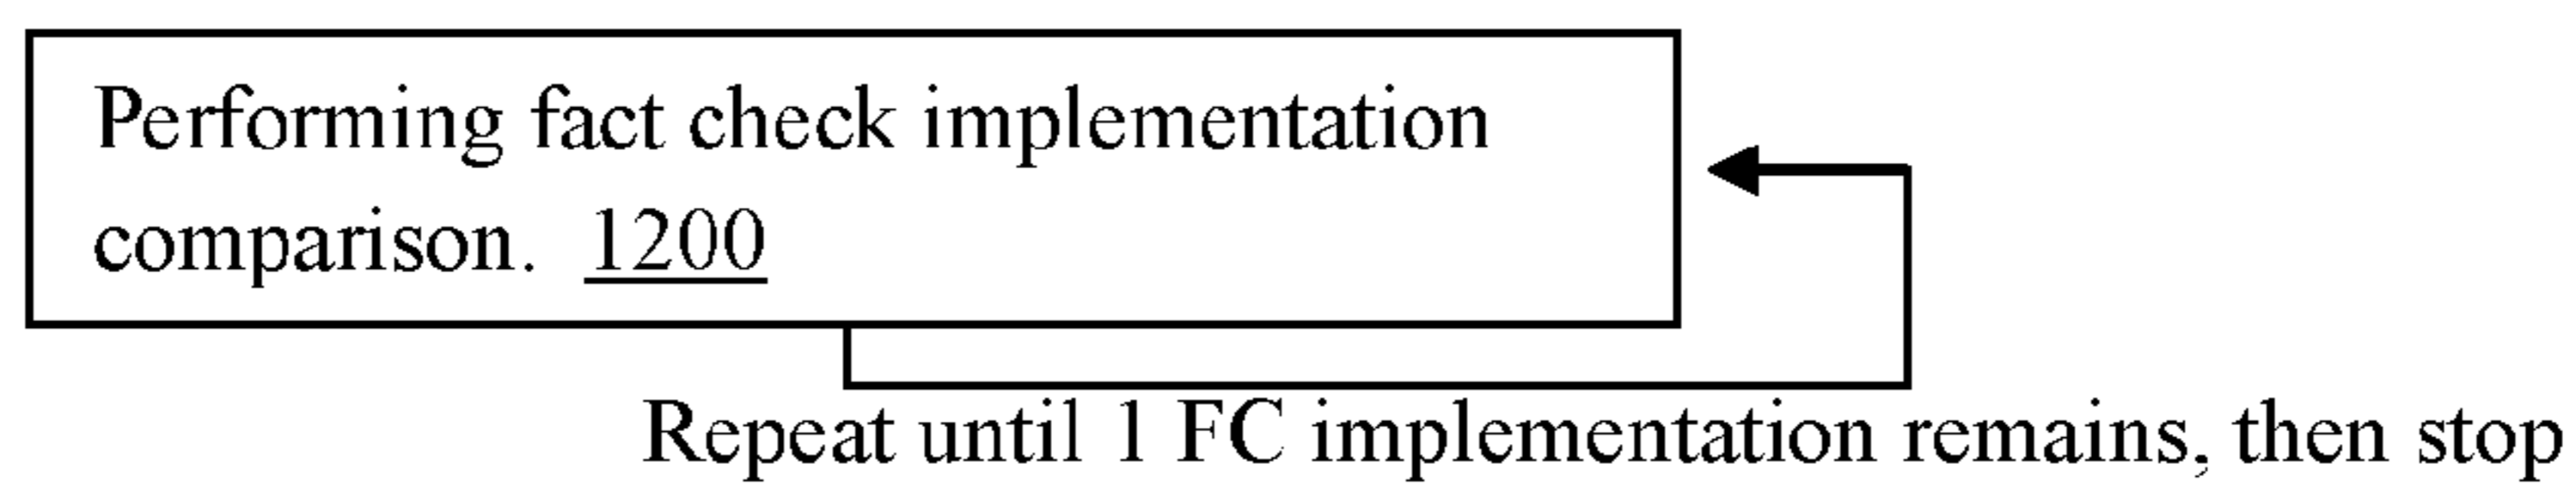 Performing fact check implementation
comparison. 1200
Repeat until 1 FC implementation remains, then stop